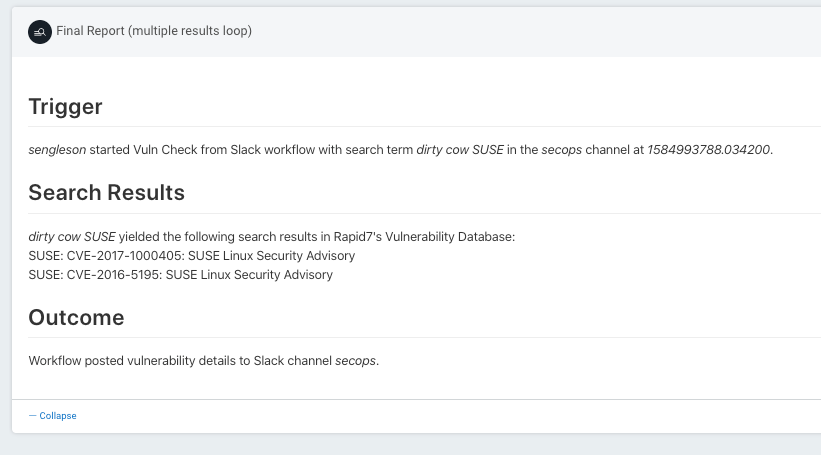 Final Report (multiple results loop)
Trigger
sengleson started Vuln Check from Slack workflow with search term dirty cow SUSE in the secops channel at 1584993788.034200.
Search Results
dirty cow SUSE yielded the following search results in Rapid7's Vulnerability Database:
SUSE: CVE-2017-1000405: SUSE Linux Security Advisory
SUSE: CVE-2016-5195: SUSE Linux Security Advisory
Outcome
Workflow posted vulnerability details to Slack channel secops.
— Collapse